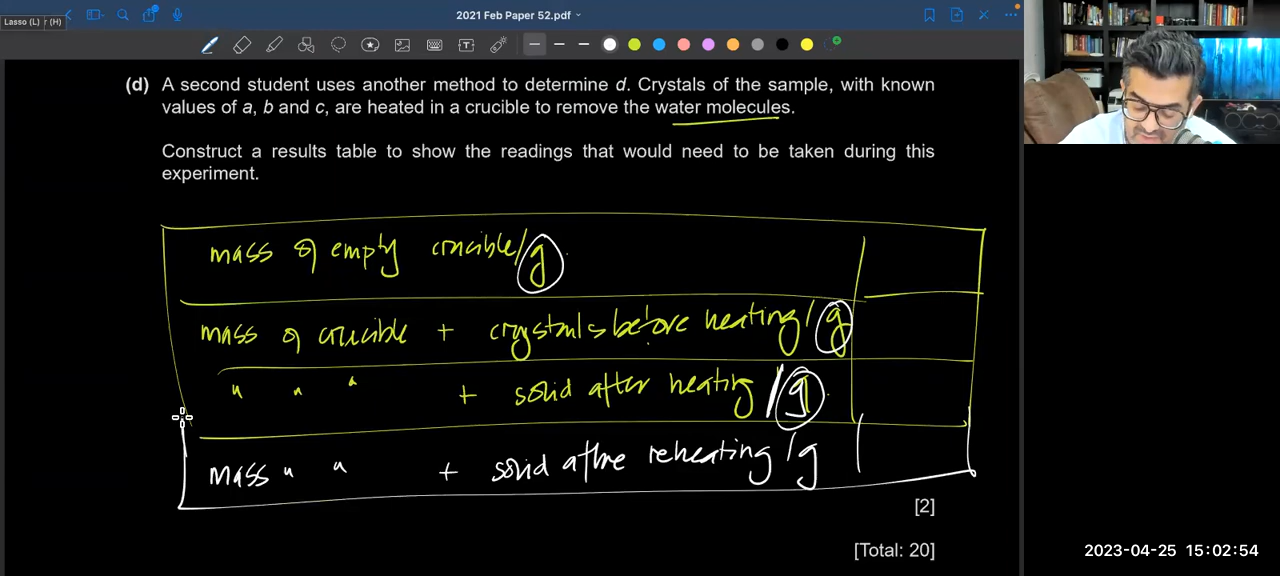 2021 Feb Paper 52.pdf
Lasso (L)
(H)
(d) A second student uses another method to determine d. Crystals of the sample, with known
values of a, b and c, are heated in a crucible to remove the water molecules.
Construct a results table to show the readings that would need to be taken during this
experiment.
mass of empty crucible/g
mass of crucible + crystals before heating/g
" " " + solid after heating/g
mass " " + solid after reheating/g
[2]
[Total: 20]
2023-04-25 15:02:54